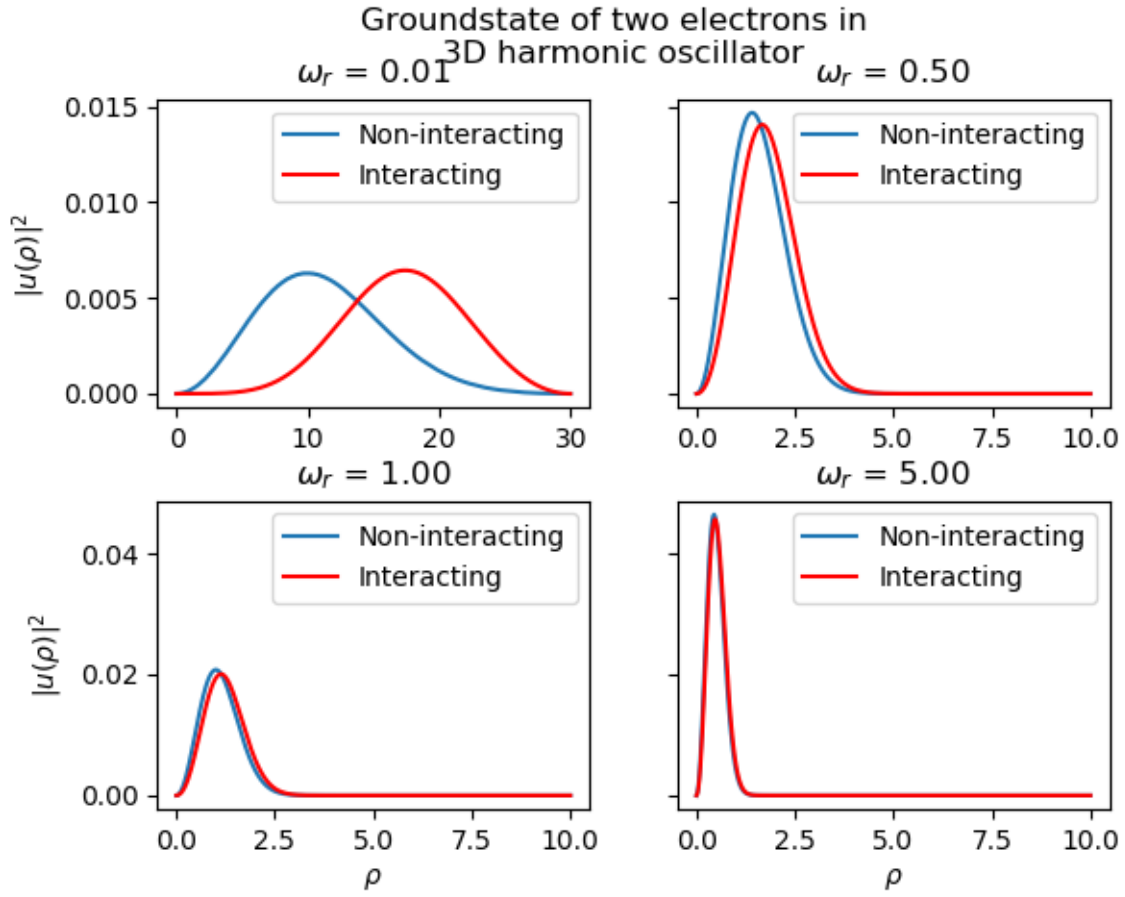 Groundstate of two electrons in
3D harmonic oscillator
ωᵣ = 0.01
ωᵣ = 0.50
0.015
0.010
0.005
0.000
|u(ρ)|²
Non-interacting
Interacting
0 10 20 30
Non-interacting
Interacting
0.0 2.5 5.0 7.5 10.0
ωᵣ = 1.00
ωᵣ = 5.00
0.04
0.02
0.00
|u(ρ)|²
Non-interacting
Interacting
0.0 2.5 5.0 7.5 10.0
ρ
Non-interacting
Interacting
0.0 2.5 5.0 7.5 10.0
ρ